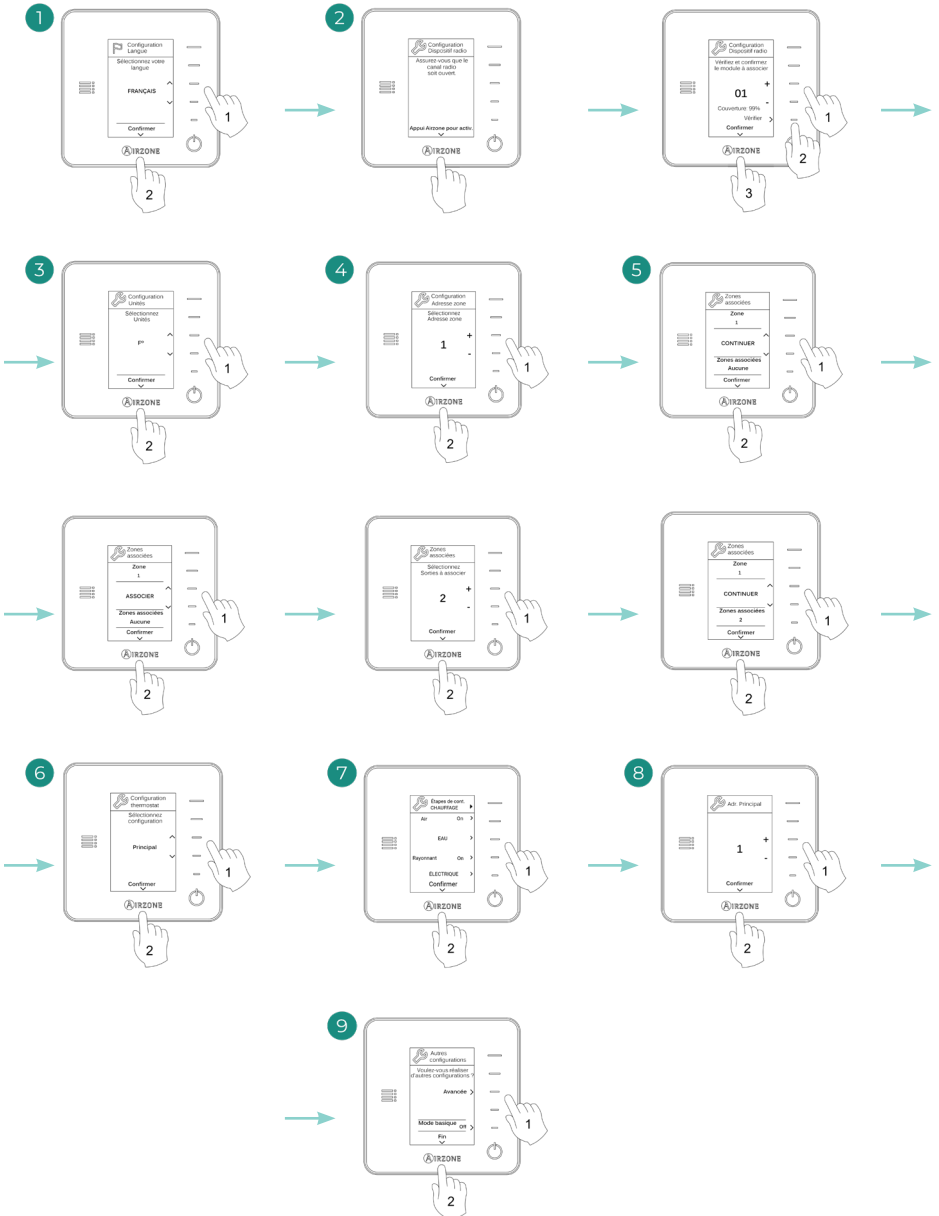 1
Configuration
Langue
Sélectionnez votre
langue
FRANÇAIS
Confirmer
AIRZONE
1
2
2
Configuration
Dispositif radio
Assurez-vous que le
canal radio
soit ouvert.
Appui Airzone pour activ.
AIRZONE
Configuration
Dispositif radio
Vérifiez et confirmez
le module à associer
+
01
-
Couverture 99%
Vérifier
Confirmer
AIRZONE
1
2
3
3
Configuration
Unités
Sélectionnez
Unités
Fº
Confirmer
AIRZONE
1
2
4
Configuration
Adresse zone
Sélectionnez
Adresse zone
+
1
-
Confirmer
AIRZONE
1
2
5
Zones
associées
Zone
1
CONTINUER
Zones associées
Aucune
Confirmer
AIRZONE
1
2
Zones
associées
Zone
1
ASSOCIER
Zones associées
Aucune
Confirmer
AIRZONE
1
2
Zones
associées
Sélectionnez
Sorties à associer
+
2
-
Confirmer
AIRZONE
1
2
Zones
associées
Zone
1
CONTINUER
Zones associées
2
Confirmer
AIRZONE
1
2
6
Configuration
thermostat
Sélectionnez
configuration
Principal
Confirmer
AIRZONE
1
2
7
Étapes de cont.
CHAUFFAGE
Air On
EAU
Rayonnant On
ÉLECTRIQUE
Confirmer
AIRZONE
1
2
8
Adr. Principal
+
1
-
Confirmer
AIRZONE
1
2
9
Autres
configurations
Voulez-vous réaliser
d'autres configurations ?
Avancée
Mode basique Off
Fin
AIRZONE
1
2